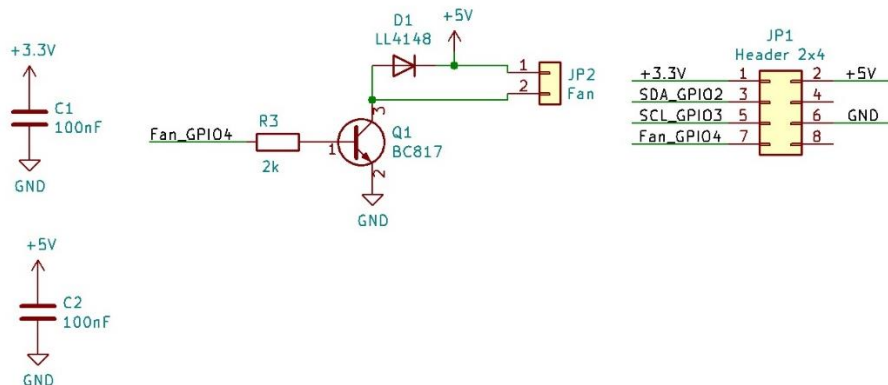 +3.3V
C1
100nF
GND
+5V
C2
100nF
GND
Fan_GPIO4
R3
2k
D1
LL4148
+5V
3
1
2
Q1
BC817
GND
1
2
JP2
Fan
JP1
Header 2x4
+3.3V 1 2 +5V
SDA_GPIO2 3 4
SCL_GPIO3 5 6 GND
Fan_GPIO4 7 8